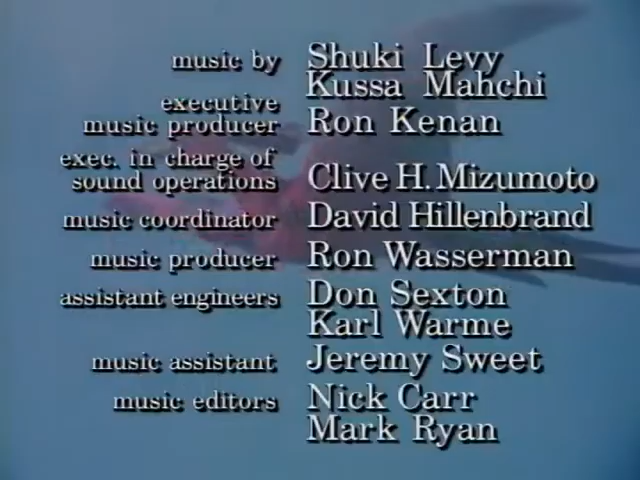 music by Shuki Levy
Kussa Mahchi
executive
music producer Ron Kenan
exec. in charge of
sound operations Clive H. Mizumoto
music coordinator David Hillenbrand
music producer Ron Wasserman
assistant engineers Don Sexton
Karl Warme
music assistant Jeremy Sweet
music editors Nick Carr
Mark Ryan